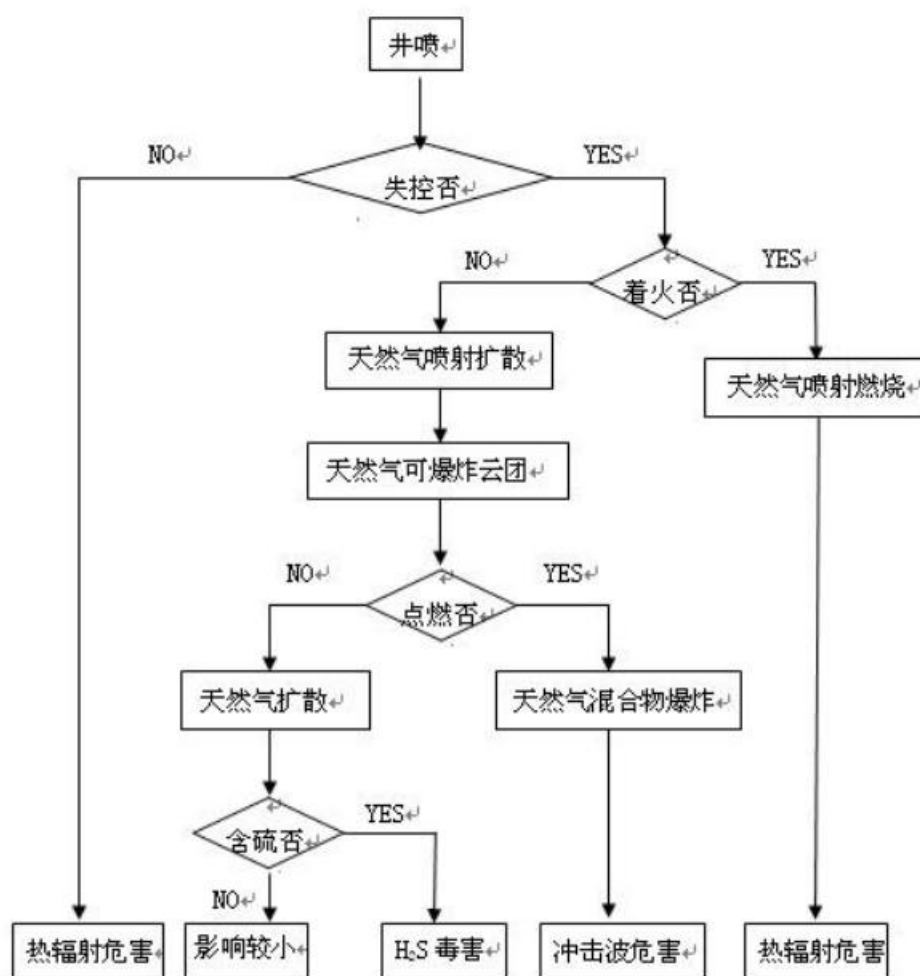 井喷
NO
YES
失控否
NO
YES
着火否
天然气喷射扩散
天然气喷射燃烧
天然气可爆炸云团
NO
YES
点燃否
天然气扩散
天然气混合物爆炸
YES
含硫否
NO
热辐射危害
影响较小
H₂S 毒害
冲击波危害
热辐射危害